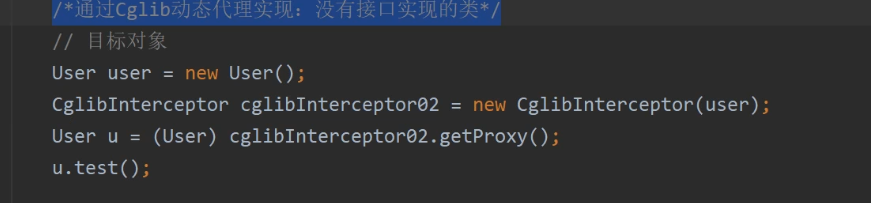 /*通过Cglib动态代理实现：没有接口实现的类*/
// 目标对象
User user = new User();
CglibInterceptor cglibInterceptor02 = new CglibInterceptor(user);
User u = (User) cglibInterceptor02.getProxy();
u.test();